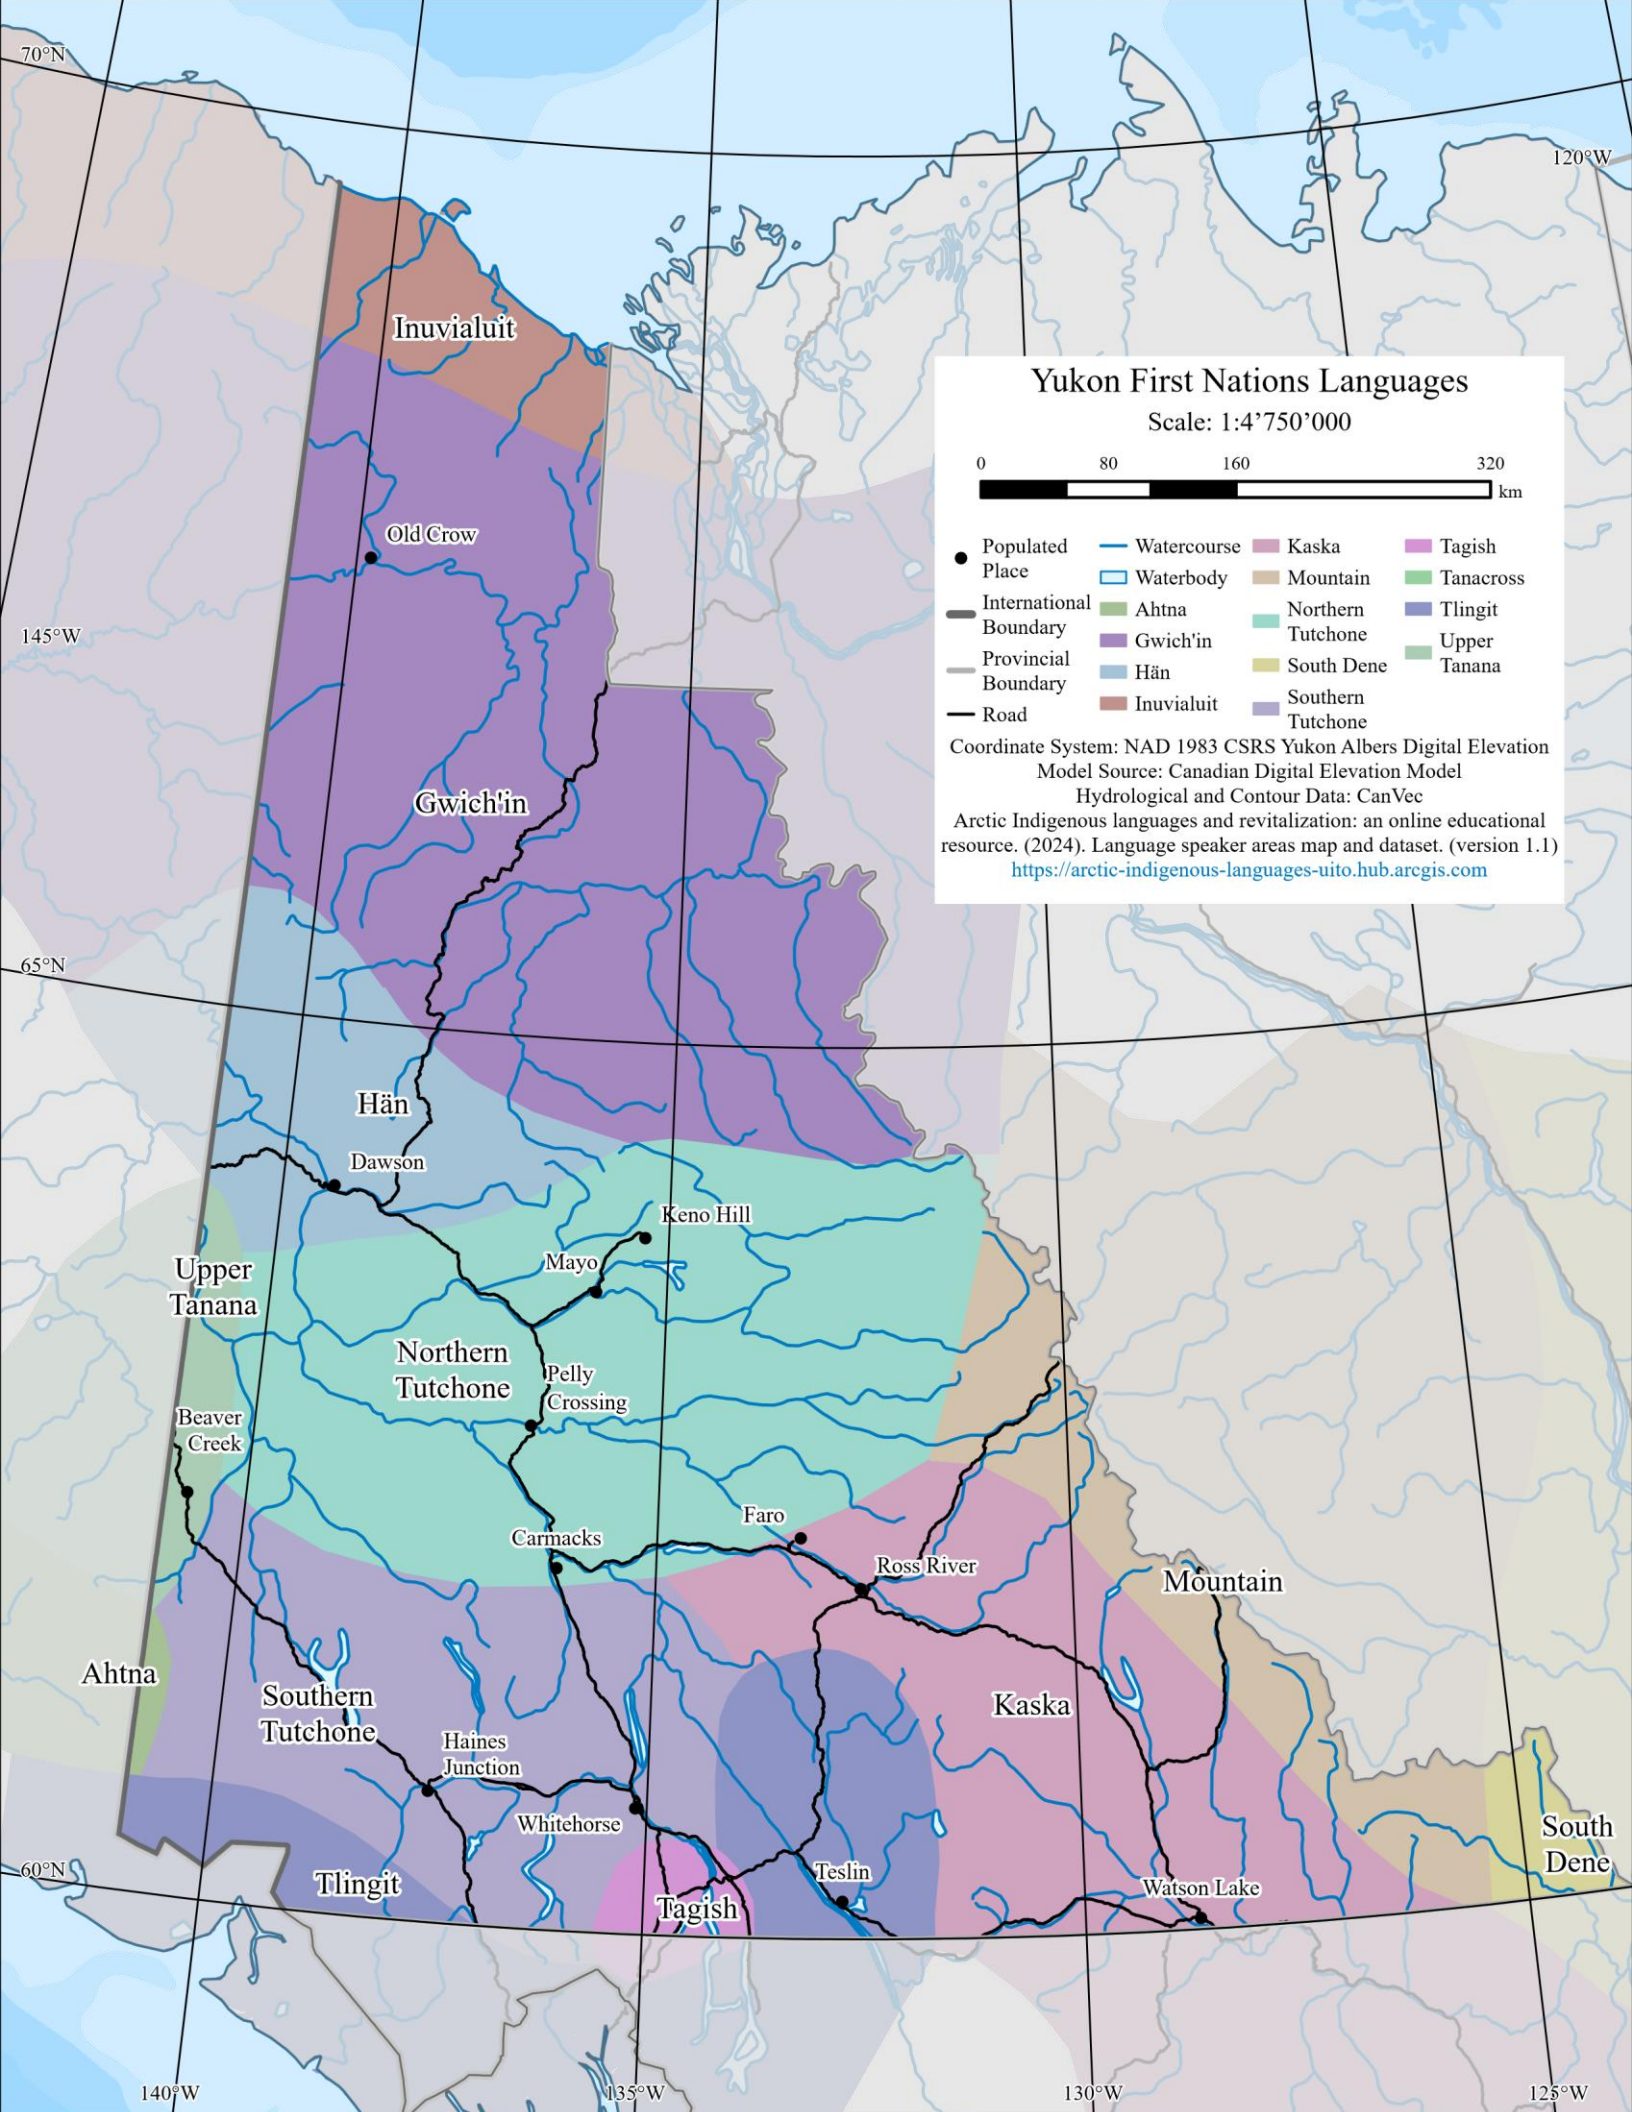 70°N
120°W
Inuvialuit
Yukon First Nations Languages
Scale: 1:4'750'000
0 80 160 320
km
Old Crow
Populated
Place
International
Boundary
Provincial
Boundary
Road
Watercourse
Waterbody
Ahtna
Gwich'in
Hän
Inuvialuit
Kaska
Mountain
Northern
Tutchone
South Dene
Southern
Tutchone
Tagish
Tanacross
Tlingit
Upper
Tanana
Coordinate System: NAD 1983 CSRS Yukon Albers Digital Elevation
Model Source: Canadian Digital Elevation Model
Hydrological and Contour Data: CanVec
Arctic Indigenous languages and revitalization: an online educational
resource. (2024). Language speaker areas map and dataset. (version 1.1)
https://arctic-indigenous-languages-uito.hub.arcgis.com
145°W
Gwich'in
65°N
Hän
Dawson
Keno Hill
Mayo
Upper
Tanana
Northern
Tutchone
Pelly
Crossing
Beaver
Creek
Faro
Carmacks
Ross River
Mountain
Ahtna
Southern
Tutchone
Kaska
Haines
Junction
Whitehorse
South
Dene
60°N
Tlingit
Teslin
Watson Lake
Tagish
140°W
135°W
130°W
125°W